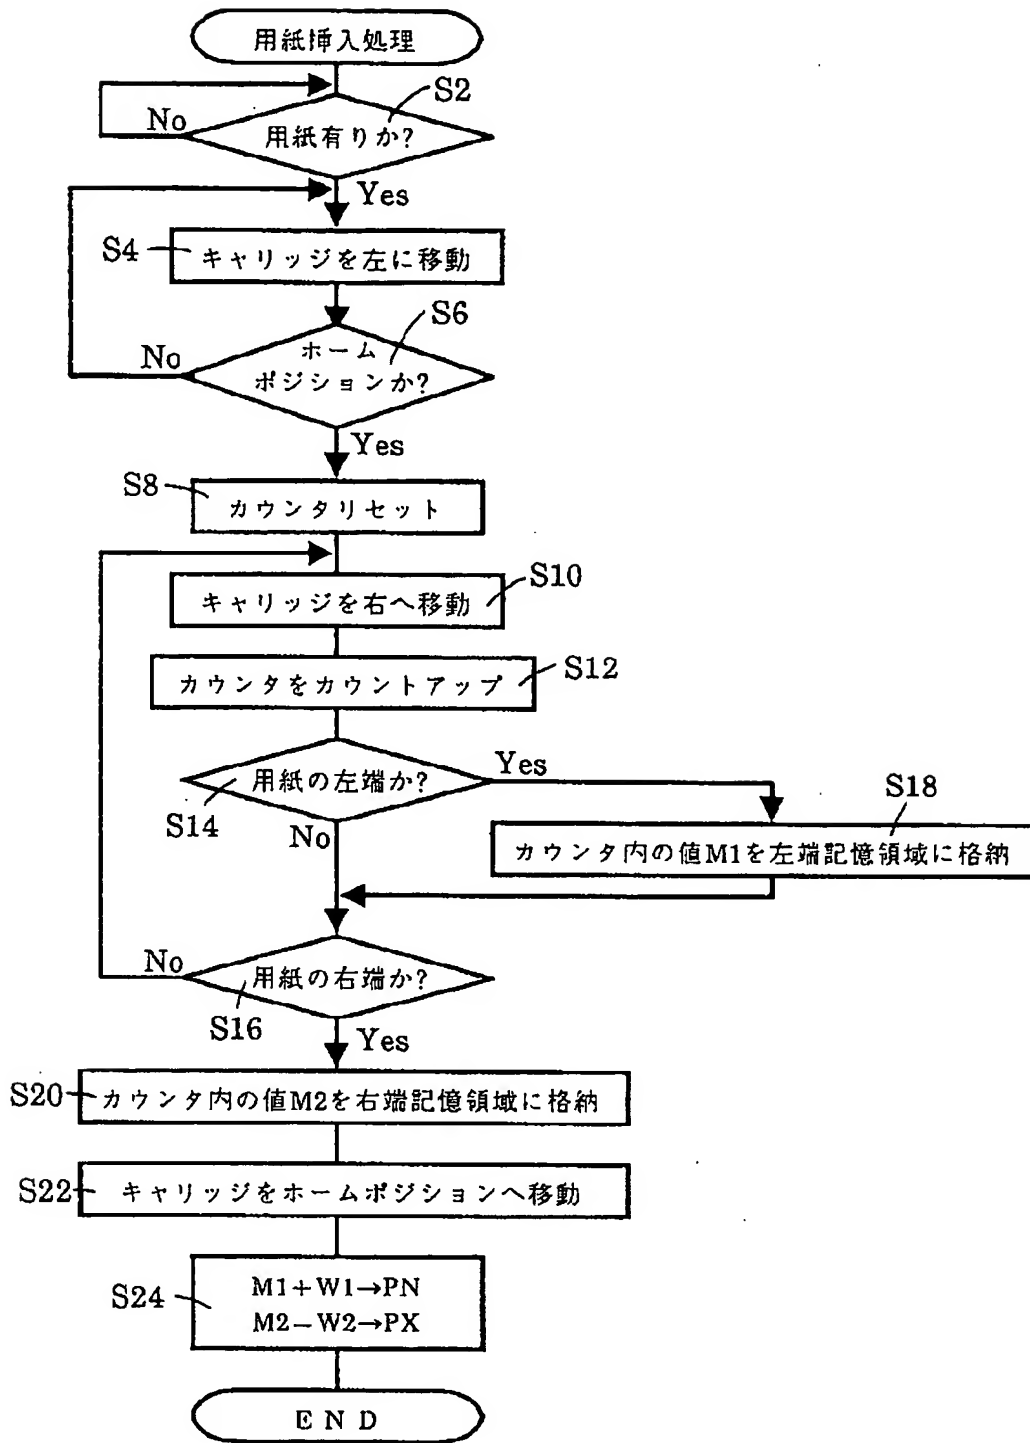 用紙挿入処理
S2
No
用紙有りか?
Yes
S4
キャリッジを左に移動
S6
No
ホーム
ポジションか?
Yes
S8
カウンタリセット
S10
キャリッジを右へ移動
S12
カウンタをカウントアップ
用紙の左端か?
Yes
S14
No
S18
カウンタ内の値M1を左端記憶領域に格納
No
用紙の右端か?
S16
Yes
S20
カウンタ内の値M2を右端記憶領域に格納
S22
キャリッジをホームポジションへ移動
S24
M1+W1→PN
M2−W2→PX
END